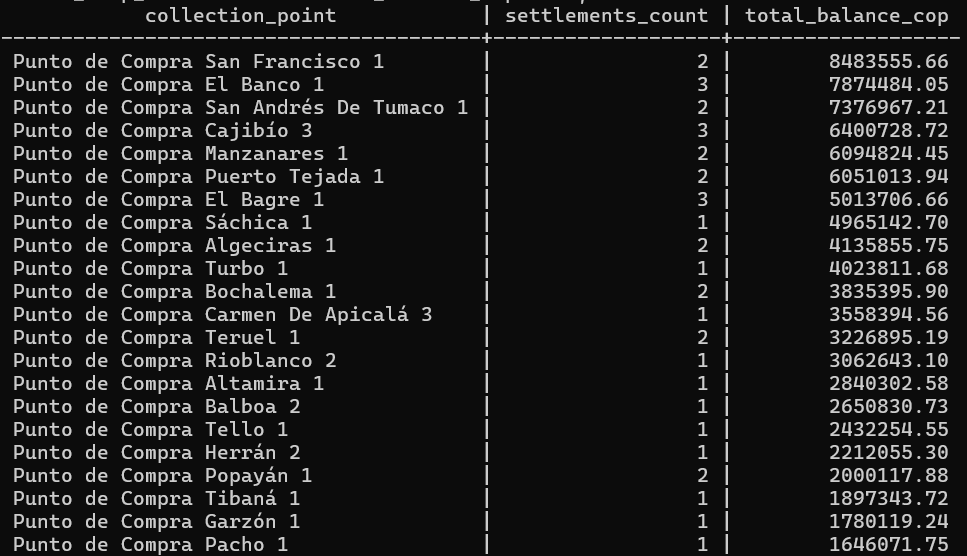 collection_point | settlements_count | total_balance_cop
----------------------------------------+-------------------+-------------------
Punto de Compra San Francisco 1 | 2 | 8483555.66
Punto de Compra El Banco 1 | 3 | 7874484.05
Punto de Compra San Andrés De Tumaco 1 | 2 | 7376967.21
Punto de Compra Cajibío 3 | 3 | 6400728.72
Punto de Compra Manzanares 1 | 2 | 6094824.45
Punto de Compra Puerto Tejada 1 | 2 | 6051013.94
Punto de Compra El Bagre 1 | 3 | 5013706.66
Punto de Compra Sáchica 1 | 1 | 4965142.70
Punto de Compra Algeciras 1 | 2 | 4135855.75
Punto de Compra Turbo 1 | 1 | 4023811.68
Punto de Compra Bochalema 1 | 2 | 3835395.90
Punto de Compra Carmen De Apicalá 3 | 1 | 3558394.56
Punto de Compra Teruel 1 | 2 | 3226895.19
Punto de Compra Rioblanco 2 | 1 | 3062643.10
Punto de Compra Altamira 1 | 1 | 2840302.58
Punto de Compra Balboa 2 | 1 | 2650830.73
Punto de Compra Tello 1 | 1 | 2432254.55
Punto de Compra Herrán 2 | 1 | 2212055.30
Punto de Compra Popayán 1 | 2 | 2000117.88
Punto de Compra Tibaná 1 | 1 | 1897343.72
Punto de Compra Garzón 1 | 1 | 1780119.24
Punto de Compra Pacho 1 | 1 | 1646071.75